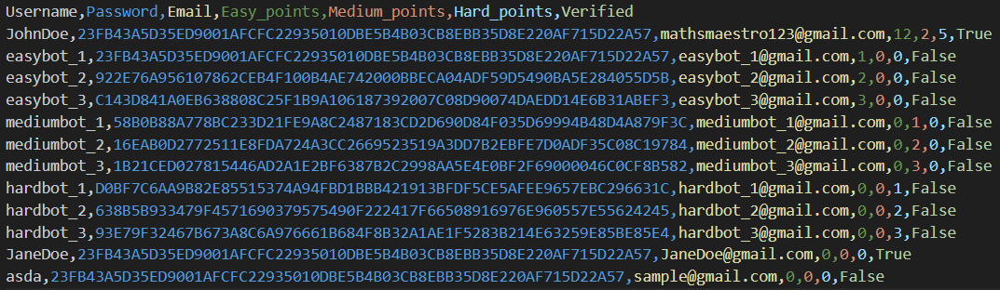 Username,Password,Email,Easy_points,Medium_points,Hard_points,Verified
JohnDoe,23FB43A5D35ED9001AFCFC22935010DBE5B4B03CB8EBB35D8E220AF715D22A57,mathsmaestro123@gmail.com,12,2,5,True
easybot_1,23FB43A5D35ED9001AFCFC22935010DBE5B4B03CB8EBB35D8E220AF715D22A57,easybot_1@gmail.com,1,0,0,False
easybot_2,922E76A956107862CEB4F100B4AE742000BBECA04ADF59D5490BA5E284055D5B,easybot_2@gmail.com,2,0,0,False
easybot_3,C143D841A0EB638808C25F1B9A106187392007C08D90074DAEDD14E6B31ABEF3,easybot_3@gmail.com,3,0,0,False
mediumbot_1,58B0B88A778BC233D21FE9A8C2487183CD2D690D84F035D69994B48D4A879F3C,mediumbot_1@gmail.com,0,1,0,False
mediumbot_2,16EAB0D2772511E8FDA724A3CC2669523519A3DD7B2EBFE7D0ADF35C08C19784,mediumbot_2@gmail.com,0,2,0,False
mediumbot_3,1B21CED027815446AD2A1E2BF6387B2C2998AA5E4E0BF2F69000046C0CF8B582,mediumbot_3@gmail.com,0,3,0,False
hardbot_1,D0BF7C6AA9B82E85515374A94FBD1BBB421913BFDF5CE5AFEE9657EBC296631C,hardbot_1@gmail.com,0,0,1,False
hardbot_2,638B5B933479F4571690379575490F222417F66508916976E960557E55624245,hardbot_2@gmail.com,0,0,2,False
hardbot_3,93E79F32467B673A8C6A976661B684F8B32A1AE1F5283B214E63259E85BE85E4,hardbot_3@gmail.com,0,0,3,False
JaneDoe,23FB43A5D35ED9001AFCFC22935010DBE5B4B03CB8EBB35D8E220AF715D22A57,JaneDoe@gmail.com,0,0,0,True
asda,23FB43A5D35ED9001AFCFC22935010DBE5B4B03CB8EBB35D8E220AF715D22A57,sample@gmail.com,0,0,0,False